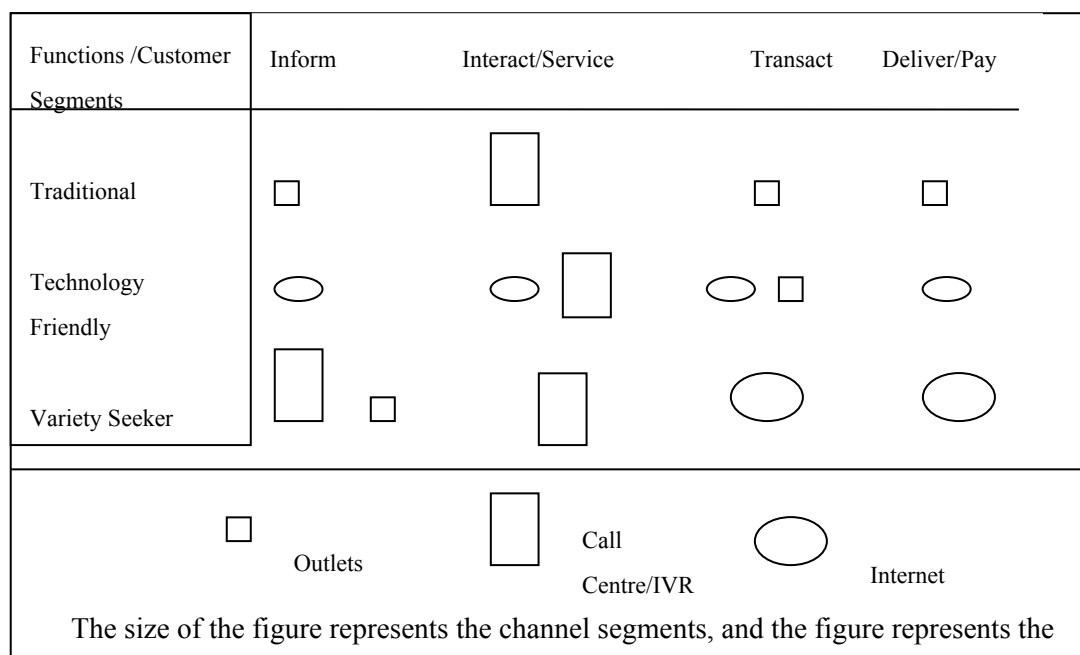 Functions /Customer
Segments
Inform
Interact/Service
Transact
Deliver/Pay
Traditional
Technology
Friendly
Variety Seeker
Outlets
Call
Centre/IVR
Internet
The size of the figure represents the channel segments, and the figure represents the